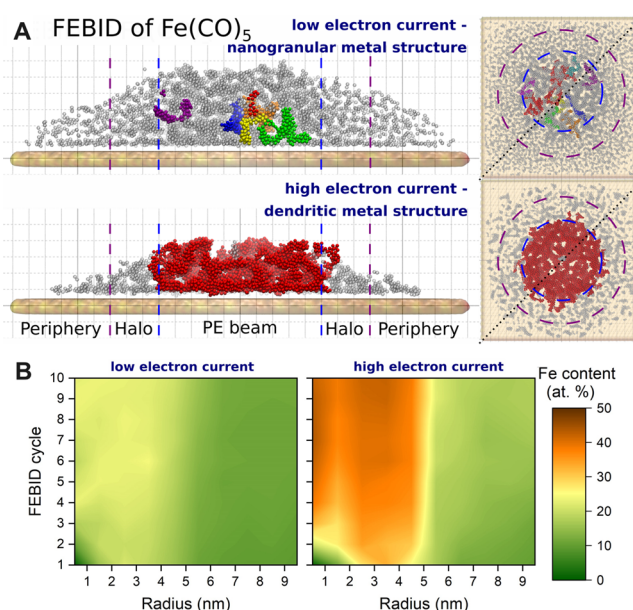 A FEBID of Fe(CO)5
low electron current -
nanogranular metal structure
high electron current -
dendritic metal structure
Periphery Halo PE beam Halo Periphery
B
low electron current
high electron current
Fe content
(at. %)
FEBID cycle
10
9
8
7
6
5
4
3
2
1
1 2 3 4 5 6 7 8 9
Radius (nm)
1 2 3 4 5 6 7 8 9
Radius (nm)
50
40
30
20
10
0